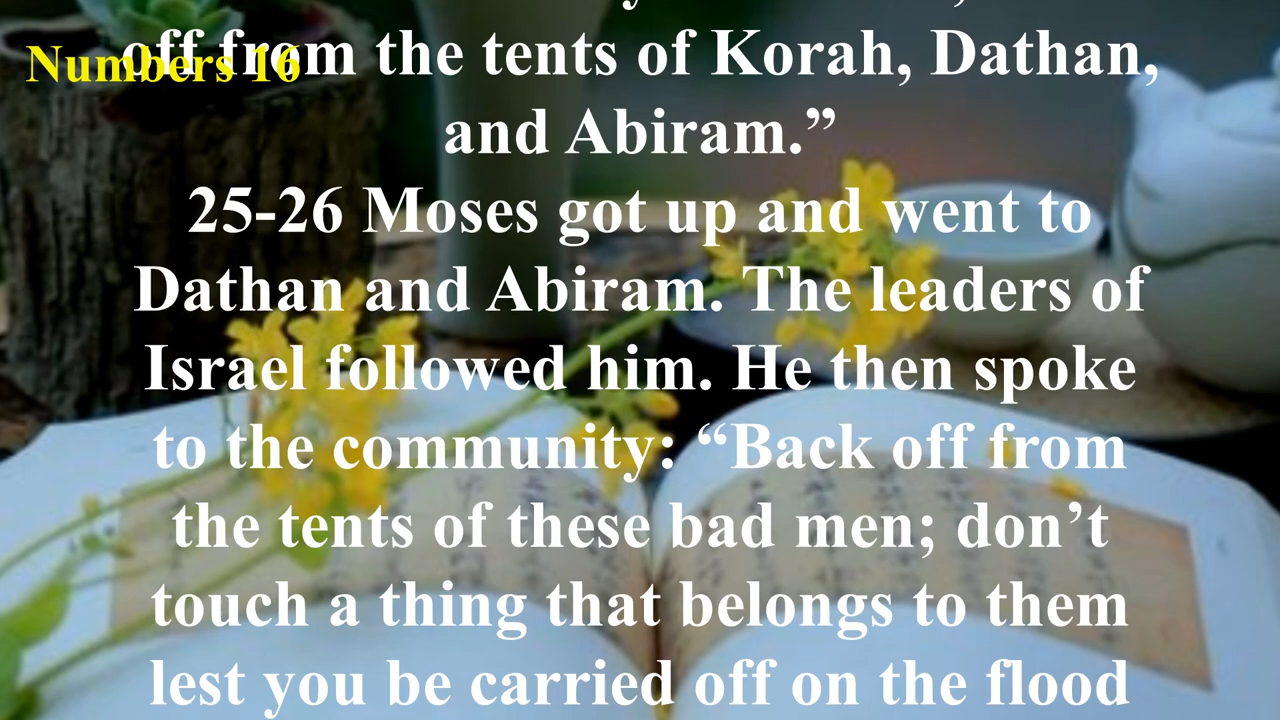 Numbers 16
off from the tents of Korah, Dathan,
and Abiram.”
25-26 Moses got up and went to
Dathan and Abiram. The leaders of
Israel followed him. He then spoke
to the community: “Back off from
the tents of these bad men; don’t
touch a thing that belongs to them
lest you be carried off on the flood